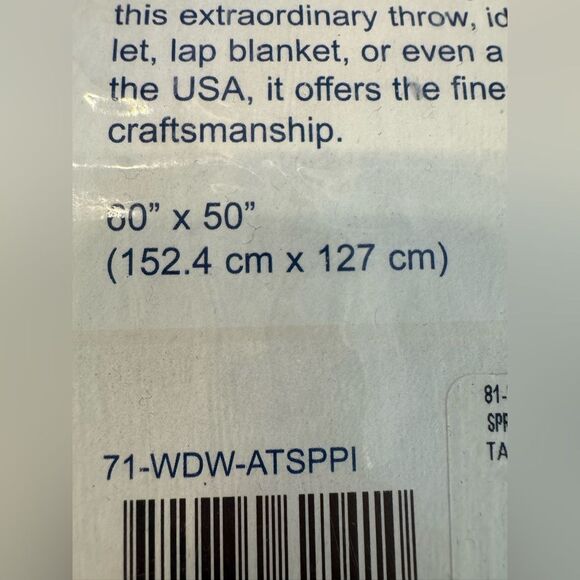 this extraordinary throw, id
let, lap blanket, or even a
the USA, it offers the fine
craftsmanship.
60" x 50"
(152.4 cm x 127 cm)
81-
SPR
TA
71-WDW-ATSPPI